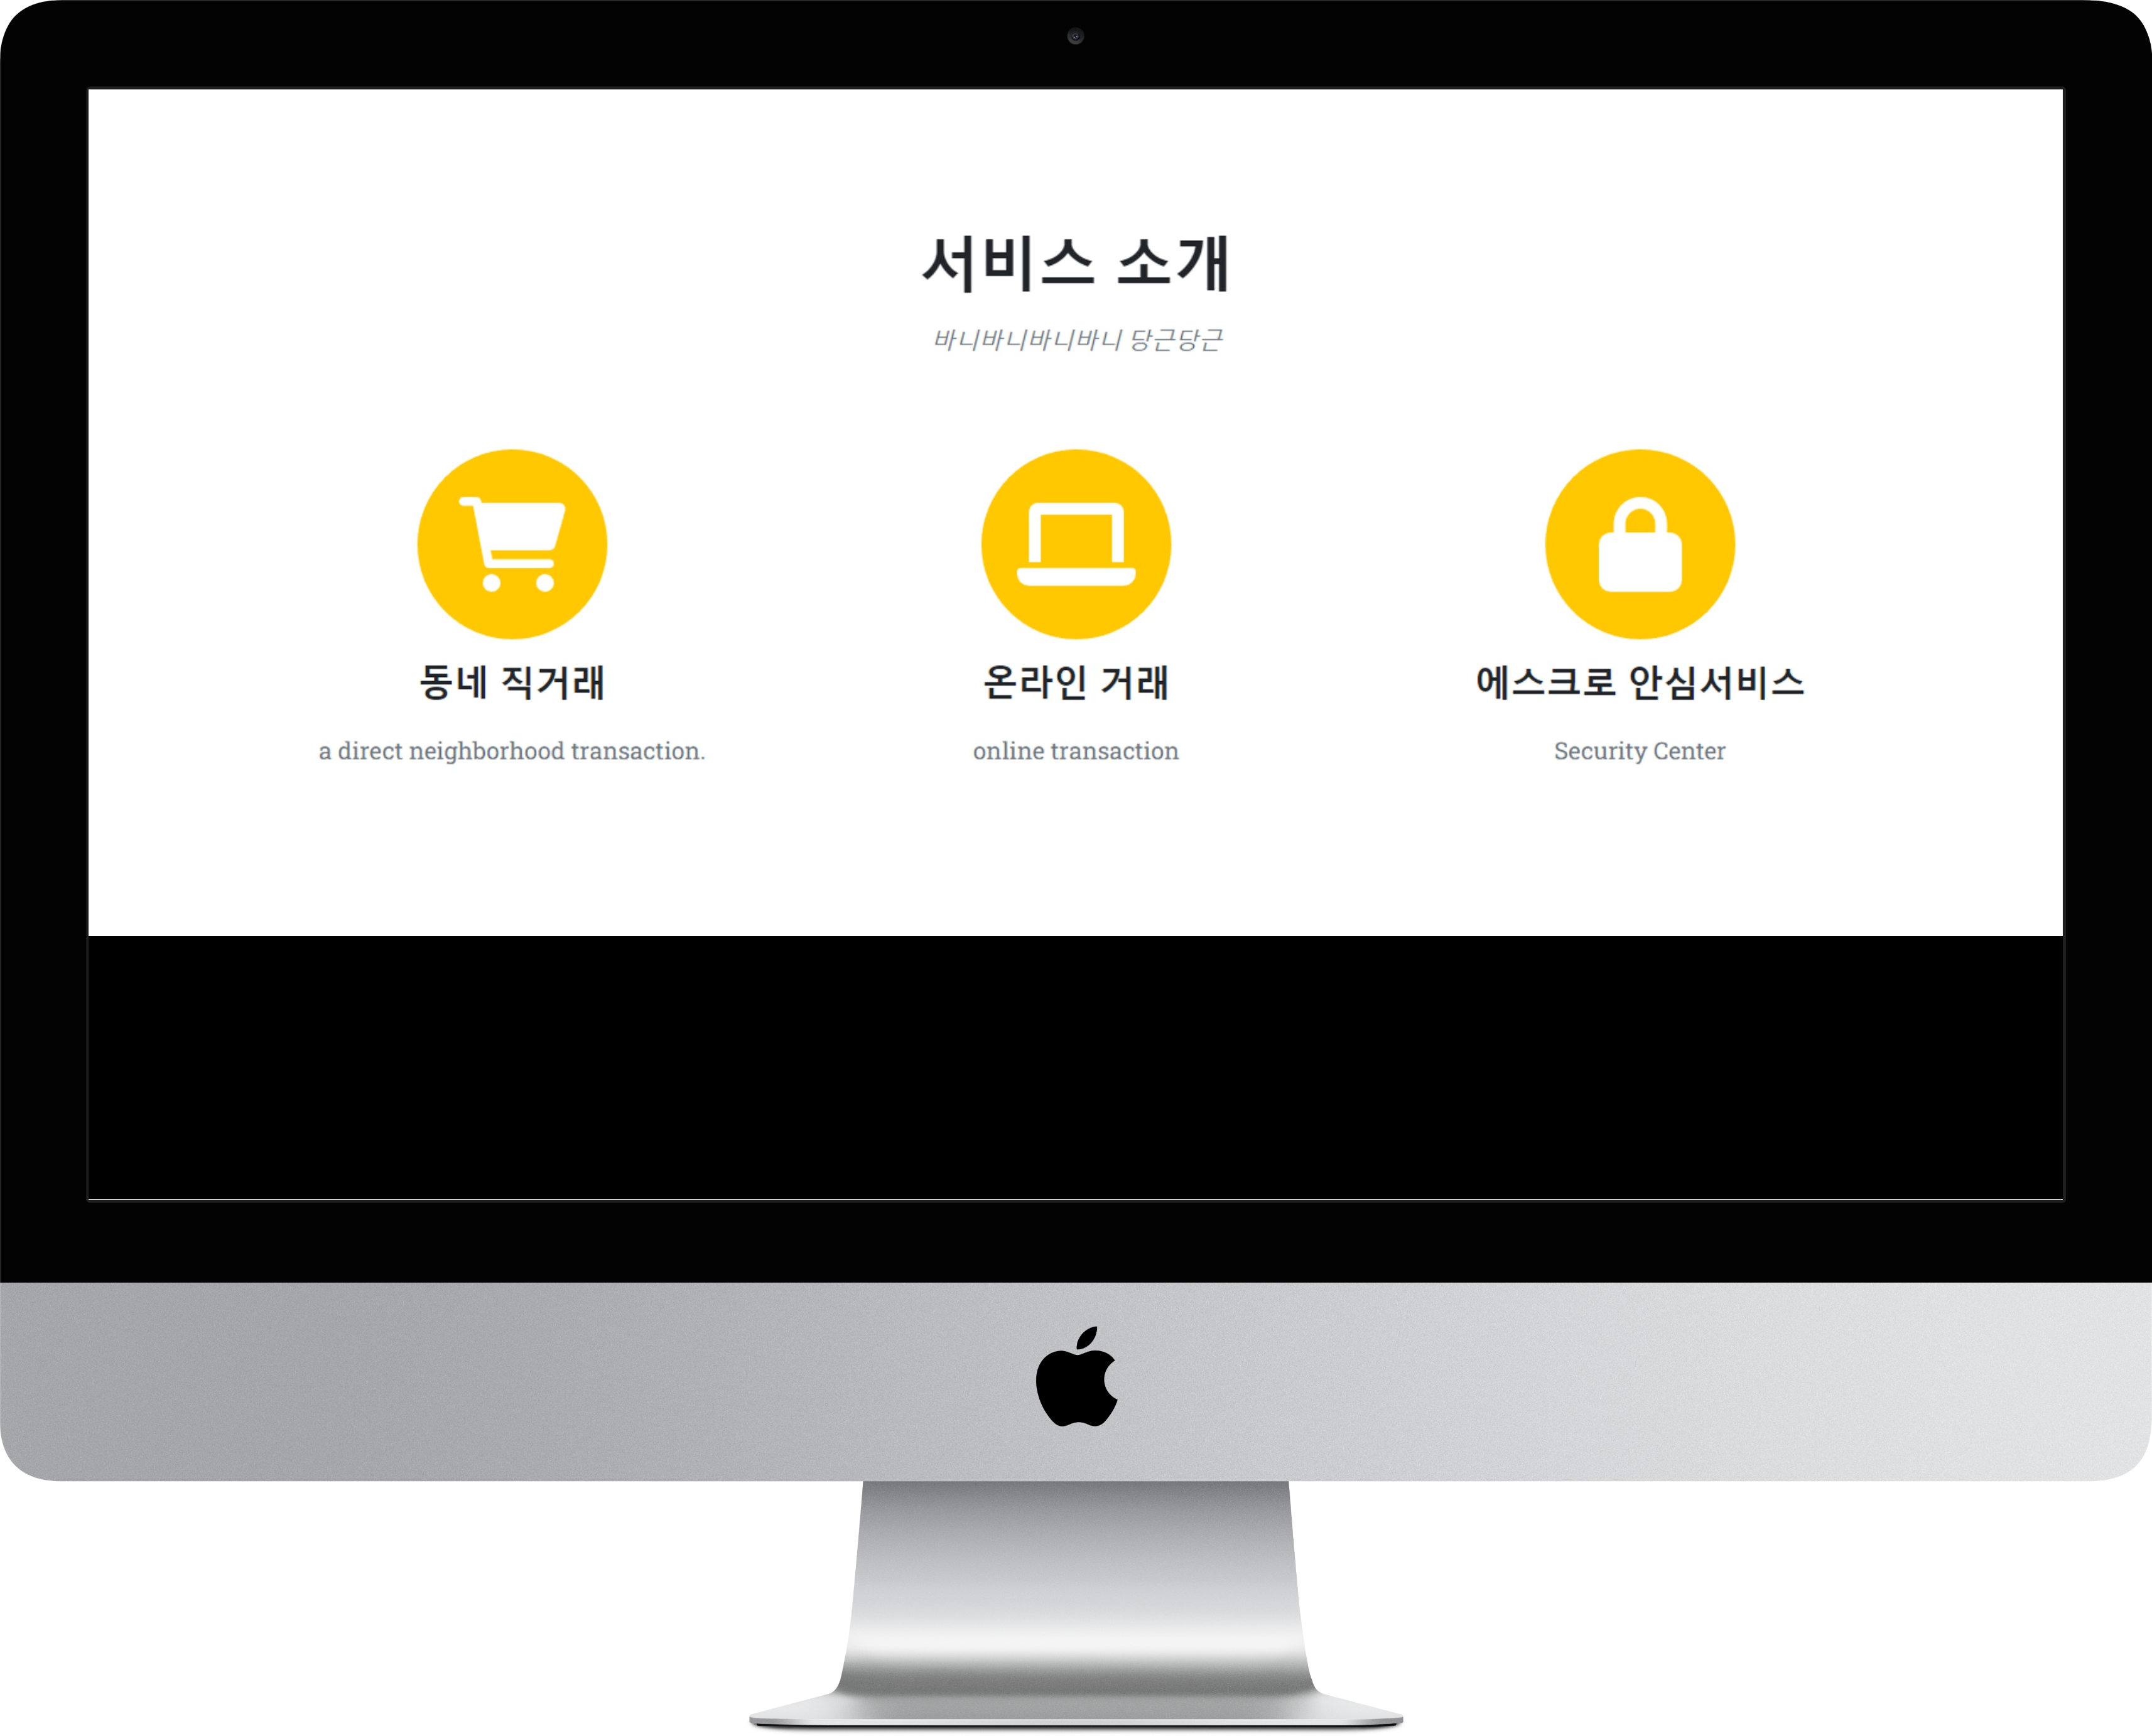 서비스 소개
바니바니바니바니 당근당근
동네 직거래
온라인 거래
에스크로 안심서비스
a direct neighborhood transaction.
online transaction
Security Center